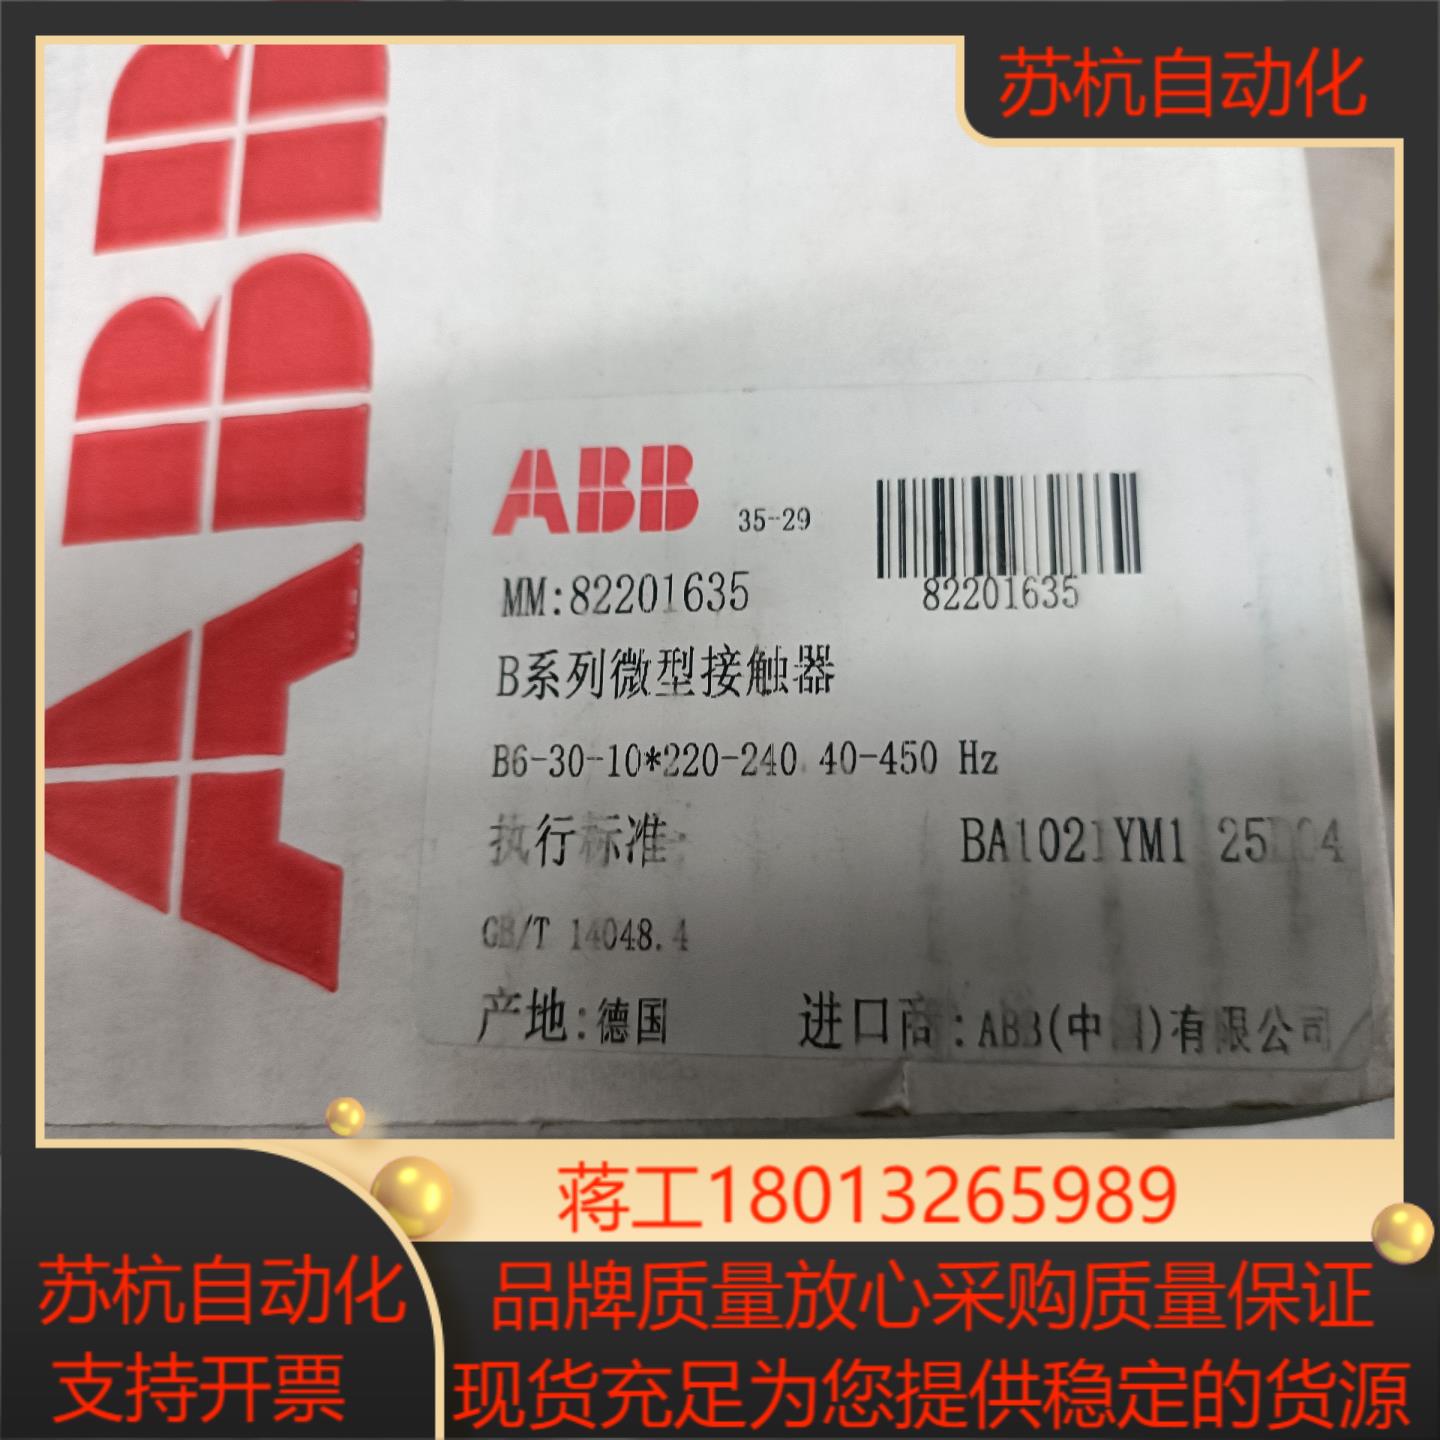 苏杭自动化
ABB
ABB
35-29
MM:82201635
82201635
B系列微型接触器
B6-30-10*220-240 40-450 Hz
执行标准:
BA1021YM1
GB/T 14048.4
产地:德国
进口商:ABB(中国)有限公司
蒋工18013265989
苏杭自动化
支持开票
品牌质量放心采购质量保证
现货充足为您提供稳定的货源